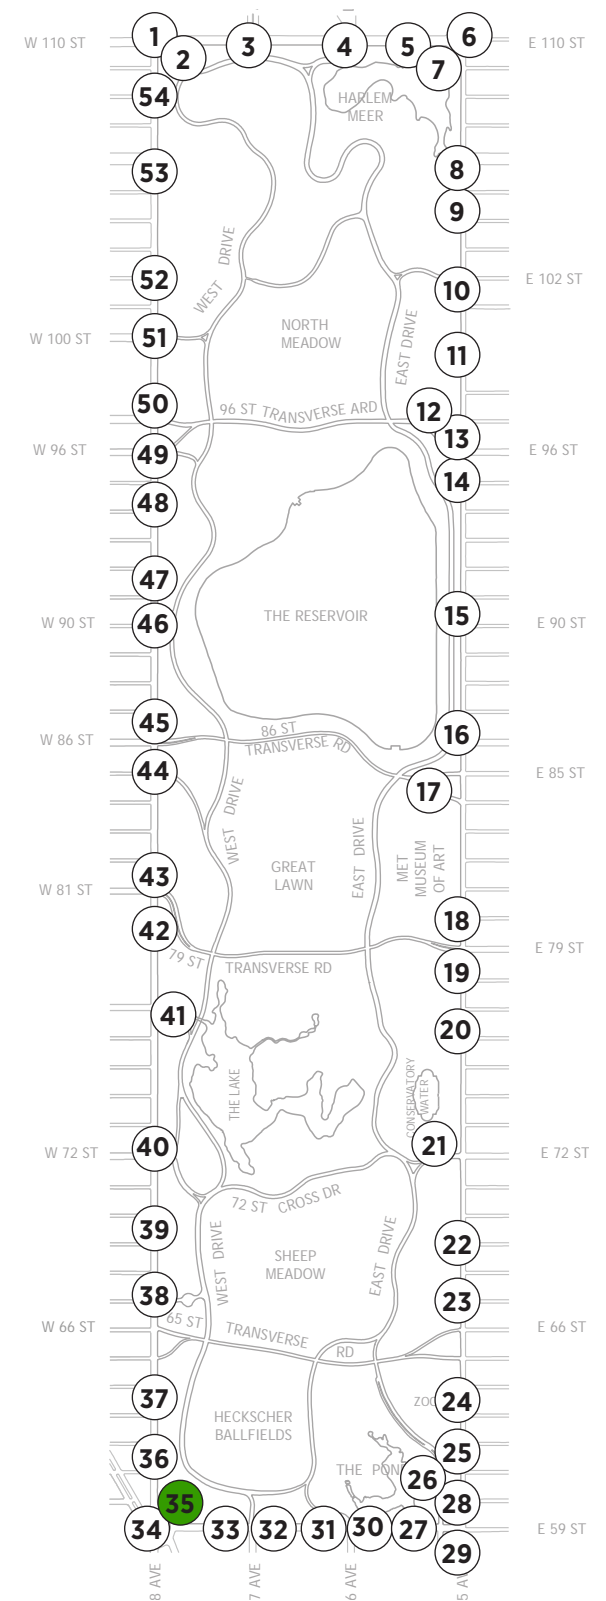 1
2
3
4
5
6
7
W 110 ST
E 110 ST
54
HARLEM
MEER
53
8
9
WEST DRIVE
52
10
E 102 ST
W 100 ST
51
NORTH
MEADOW
EAST DRIVE
11
50
96 ST TRANSVERSE ARD
12
13
W 96 ST
49
E 96 ST
14
48
47
W 90 ST
46
THE RESERVOIR
15
E 90 ST
45
W 86 ST
86 ST
TRANSVERSE RD
16
44
E 85 ST
17
WEST DRIVE
EAST DRIVE
MET
MUSEUM
OF ART
W 81 ST
43
GREAT
LAWN
42
18
79 ST
TRANSVERSE RD
E 79 ST
19
41
20
THE LAKE
CONSERVATORY
WATER
W 72 ST
40
21
E 72 ST
72 ST CROSS DR
39
WEST DRIVE
SHEEP
MEADOW
EAST DRIVE
22
38
23
W 66 ST
65 ST
TRANSVERSE
RD
E 66 ST
37
HECKSCHER
BALLFIELDS
ZOO
24
36
THE POND
25
26
35
28
34
33
32
31
30
27
E 59 ST
29
8 AVE
7 AVE
6 AVE
5 AV